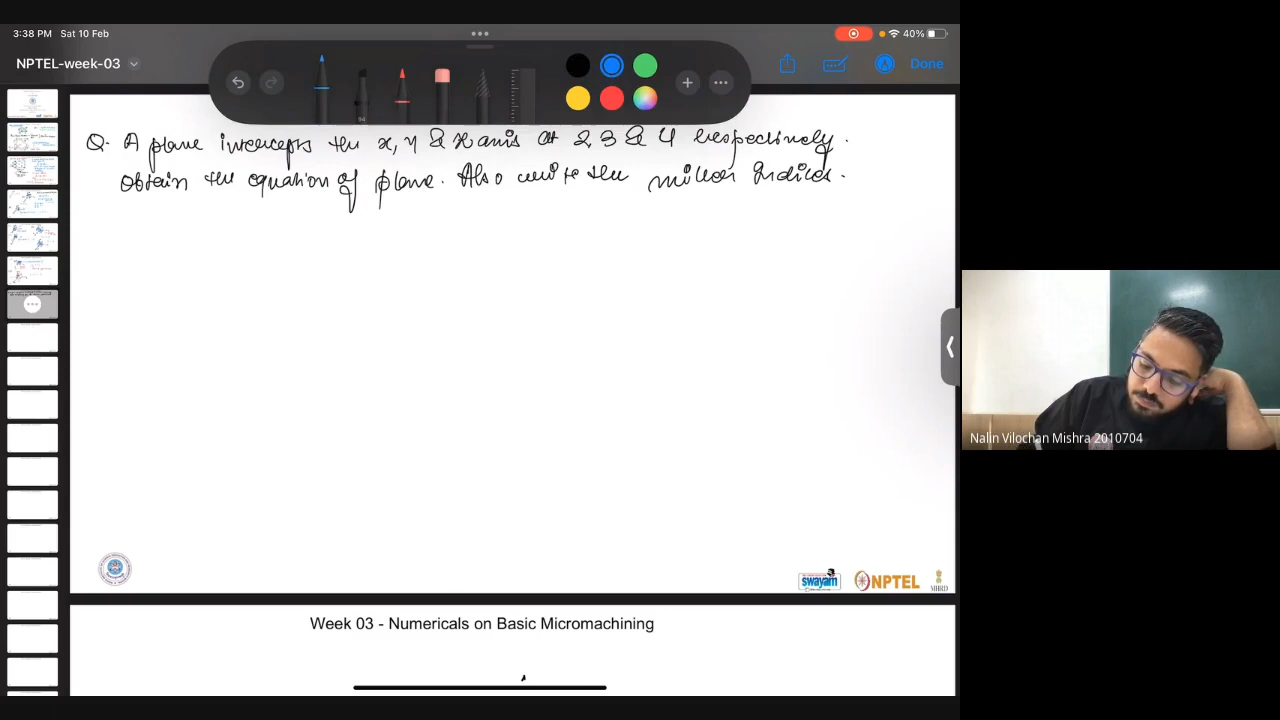 3:38 PM Sat 10 Feb
40%
NPTEL-week-03
Done
94
Q. A plane intercepts the x, y & z axis at 2, 3 & 4 respectively.
Obtain the equation of plane. Also write the miller Indices.
Nalin Vilochan Mishra 2010704
swayam
NPTEL
MHRD
Week 03 - Numericals on Basic Micromachining